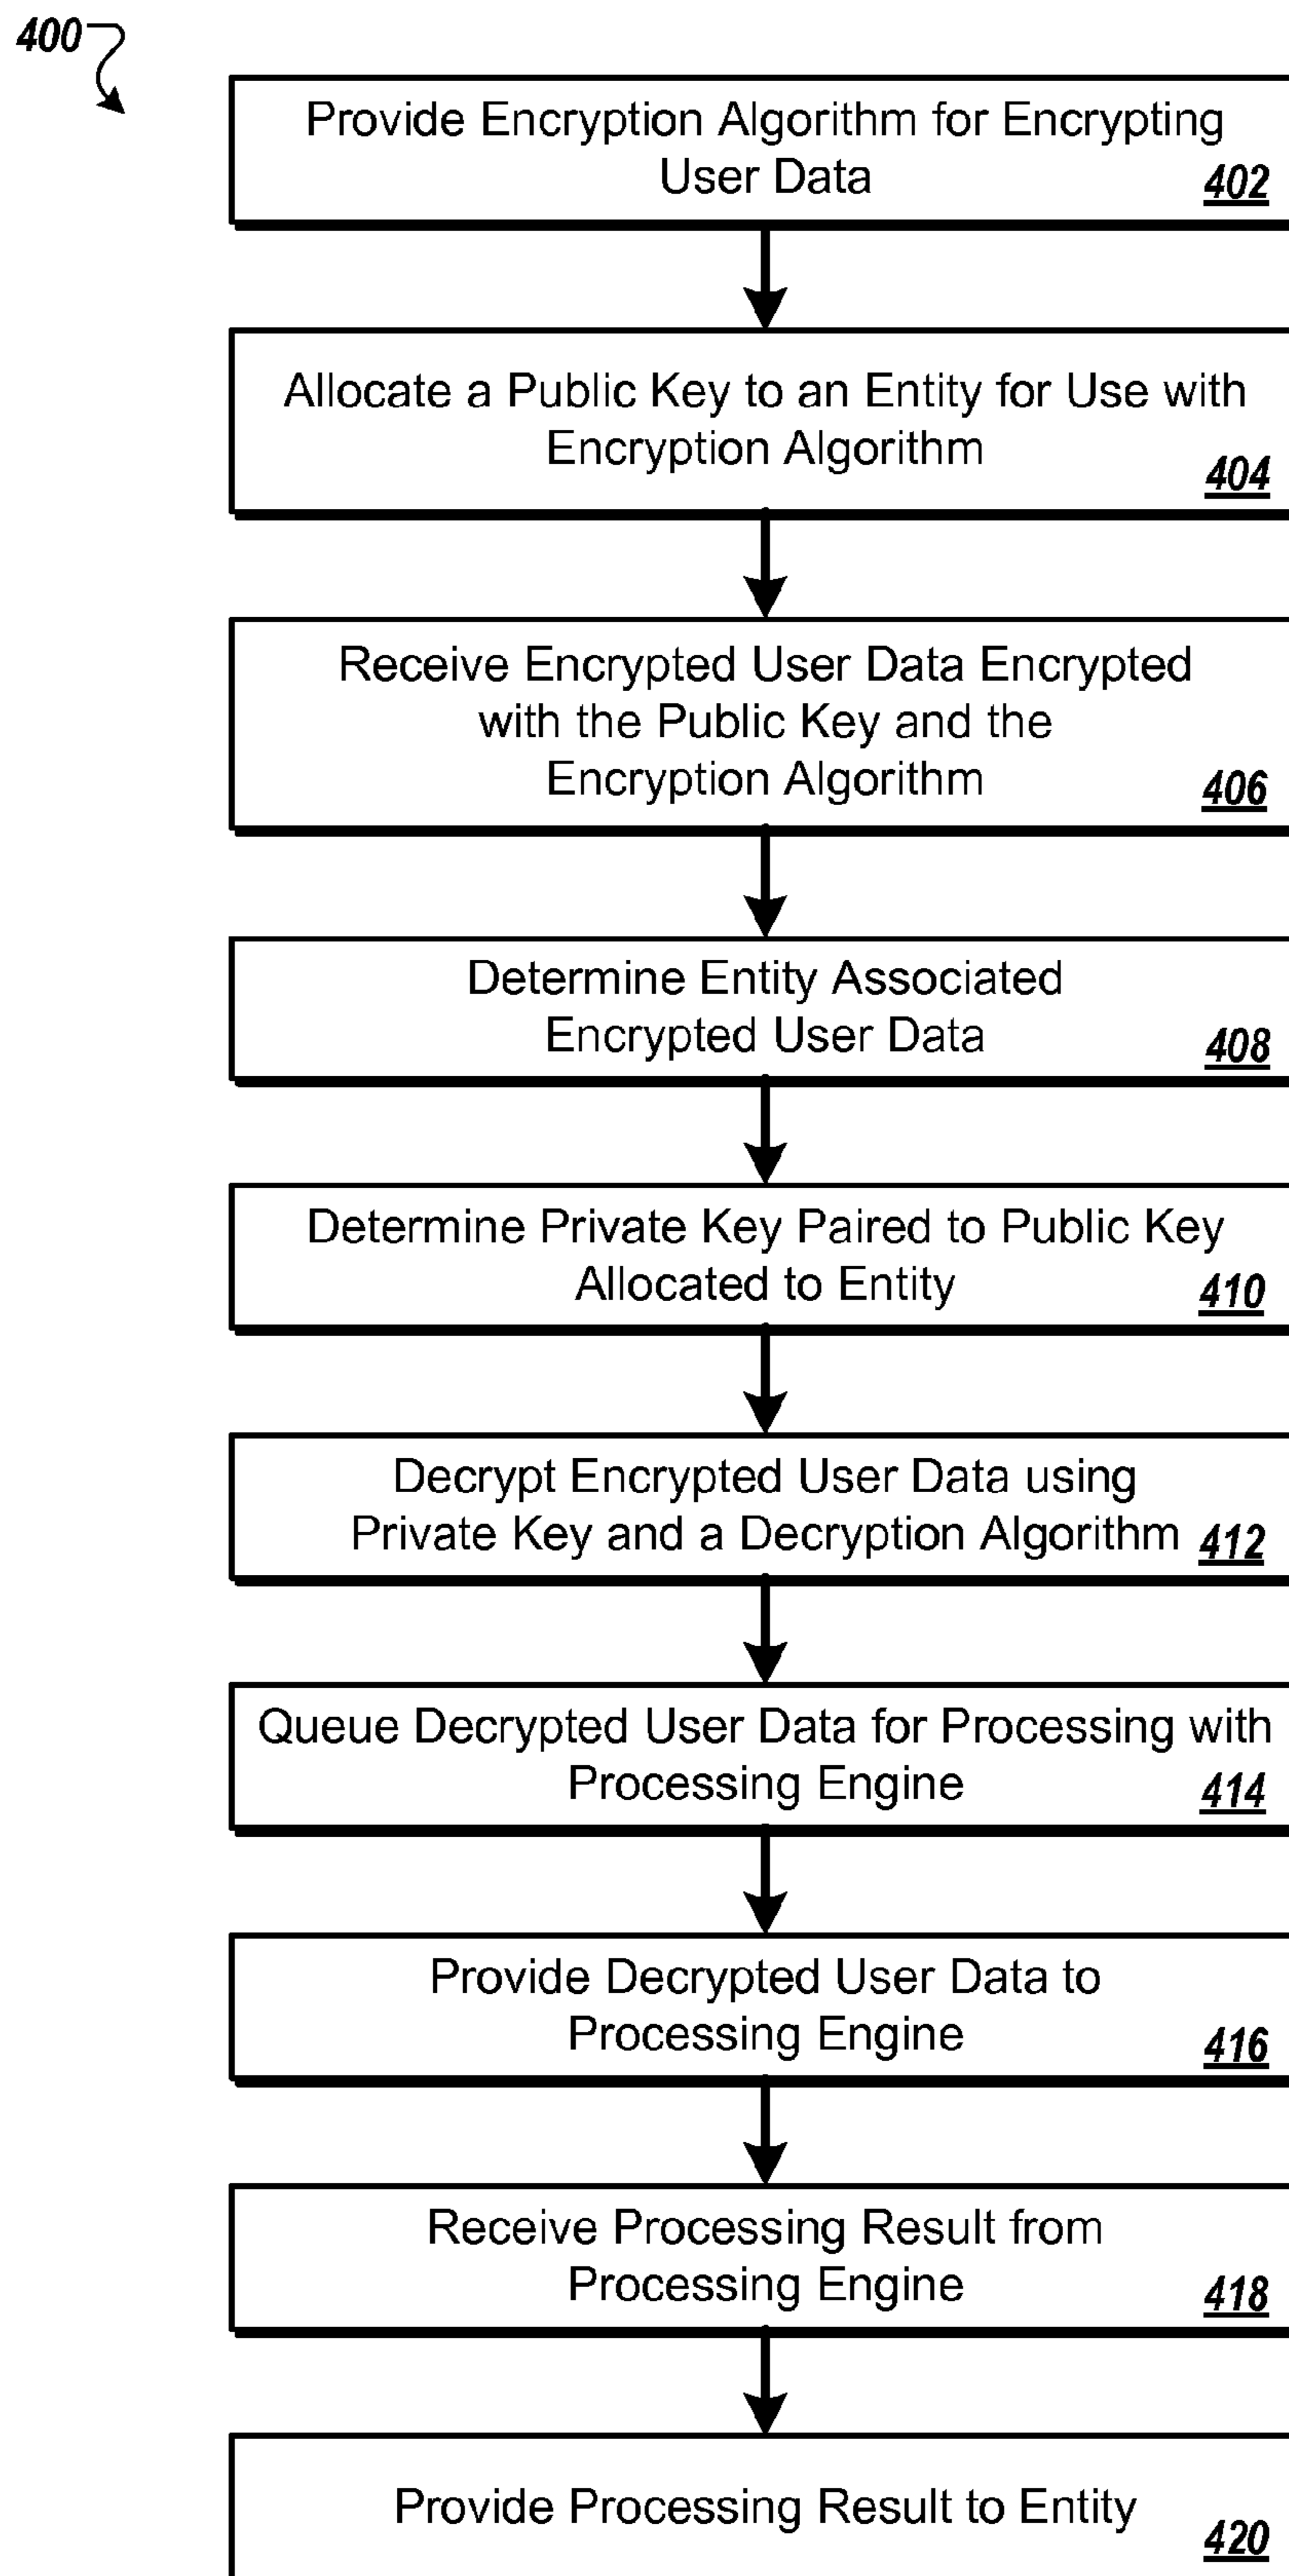 400
Provide Encryption Algorithm for Encrypting
User Data
402
Allocate a Public Key to an Entity for Use with
Encryption Algorithm
404
Receive Encrypted User Data Encrypted
with the Public Key and the
Encryption Algorithm
406
Determine Entity Associated
Encrypted User Data
408
Determine Private Key Paired to Public Key
Allocated to Entity
410
Decrypt Encrypted User Data using
Private Key and a Decryption Algorithm 412
Queue Decrypted User Data for Processing with
Processing Engine
414
Provide Decrypted User Data to
Processing Engine
416
Receive Processing Result from
Processing Engine
418
Provide Processing Result to Entity
420